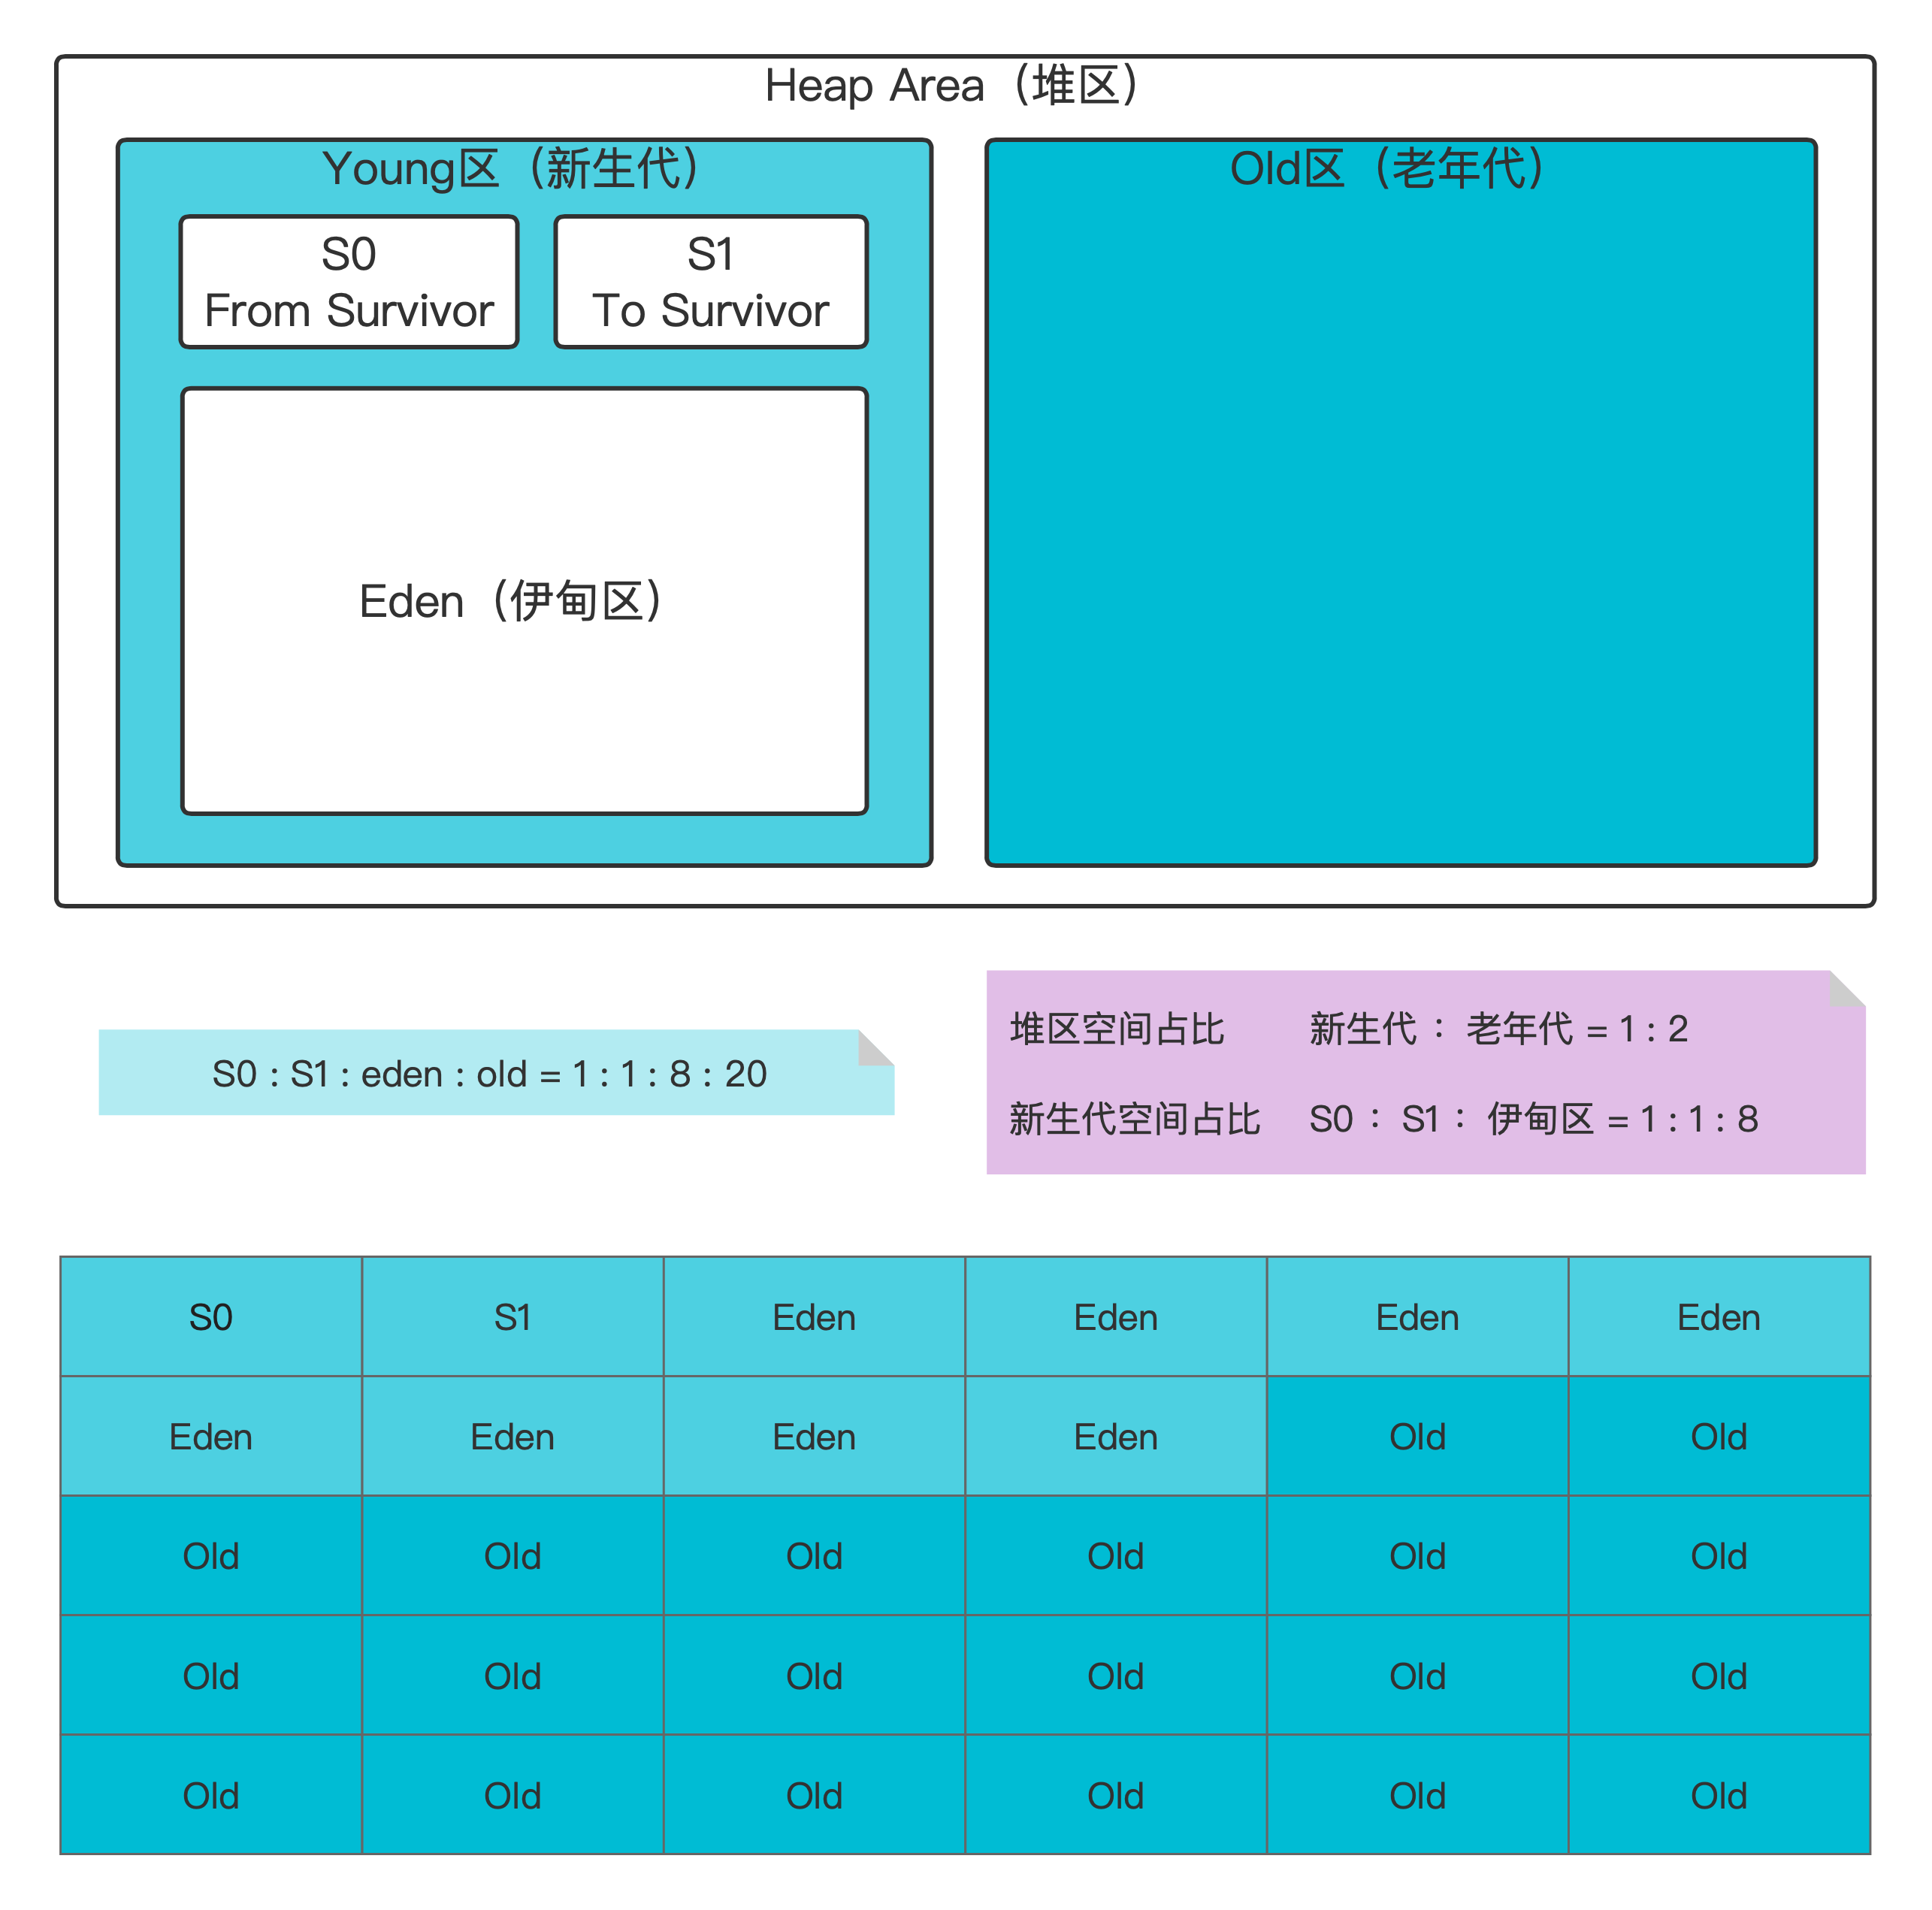 Heap Area（堆区）
Young区（新生代）
Old区（老年代）
S0
From Survivor
S1
To Survivor
Eden（伊甸区）
堆区空间占比 新生代 ： 老年代 = 1 : 2
新生代空间占比 S0 ： S1 ： 伊甸区 = 1 : 1 : 8
S0 : S1 : eden : old = 1 : 1 : 8 : 20
S0 S1 Eden Eden Eden Eden
Eden Eden Eden Eden Old Old
Old Old Old Old Old Old
Old Old Old Old Old Old
Old Old Old Old Old Old